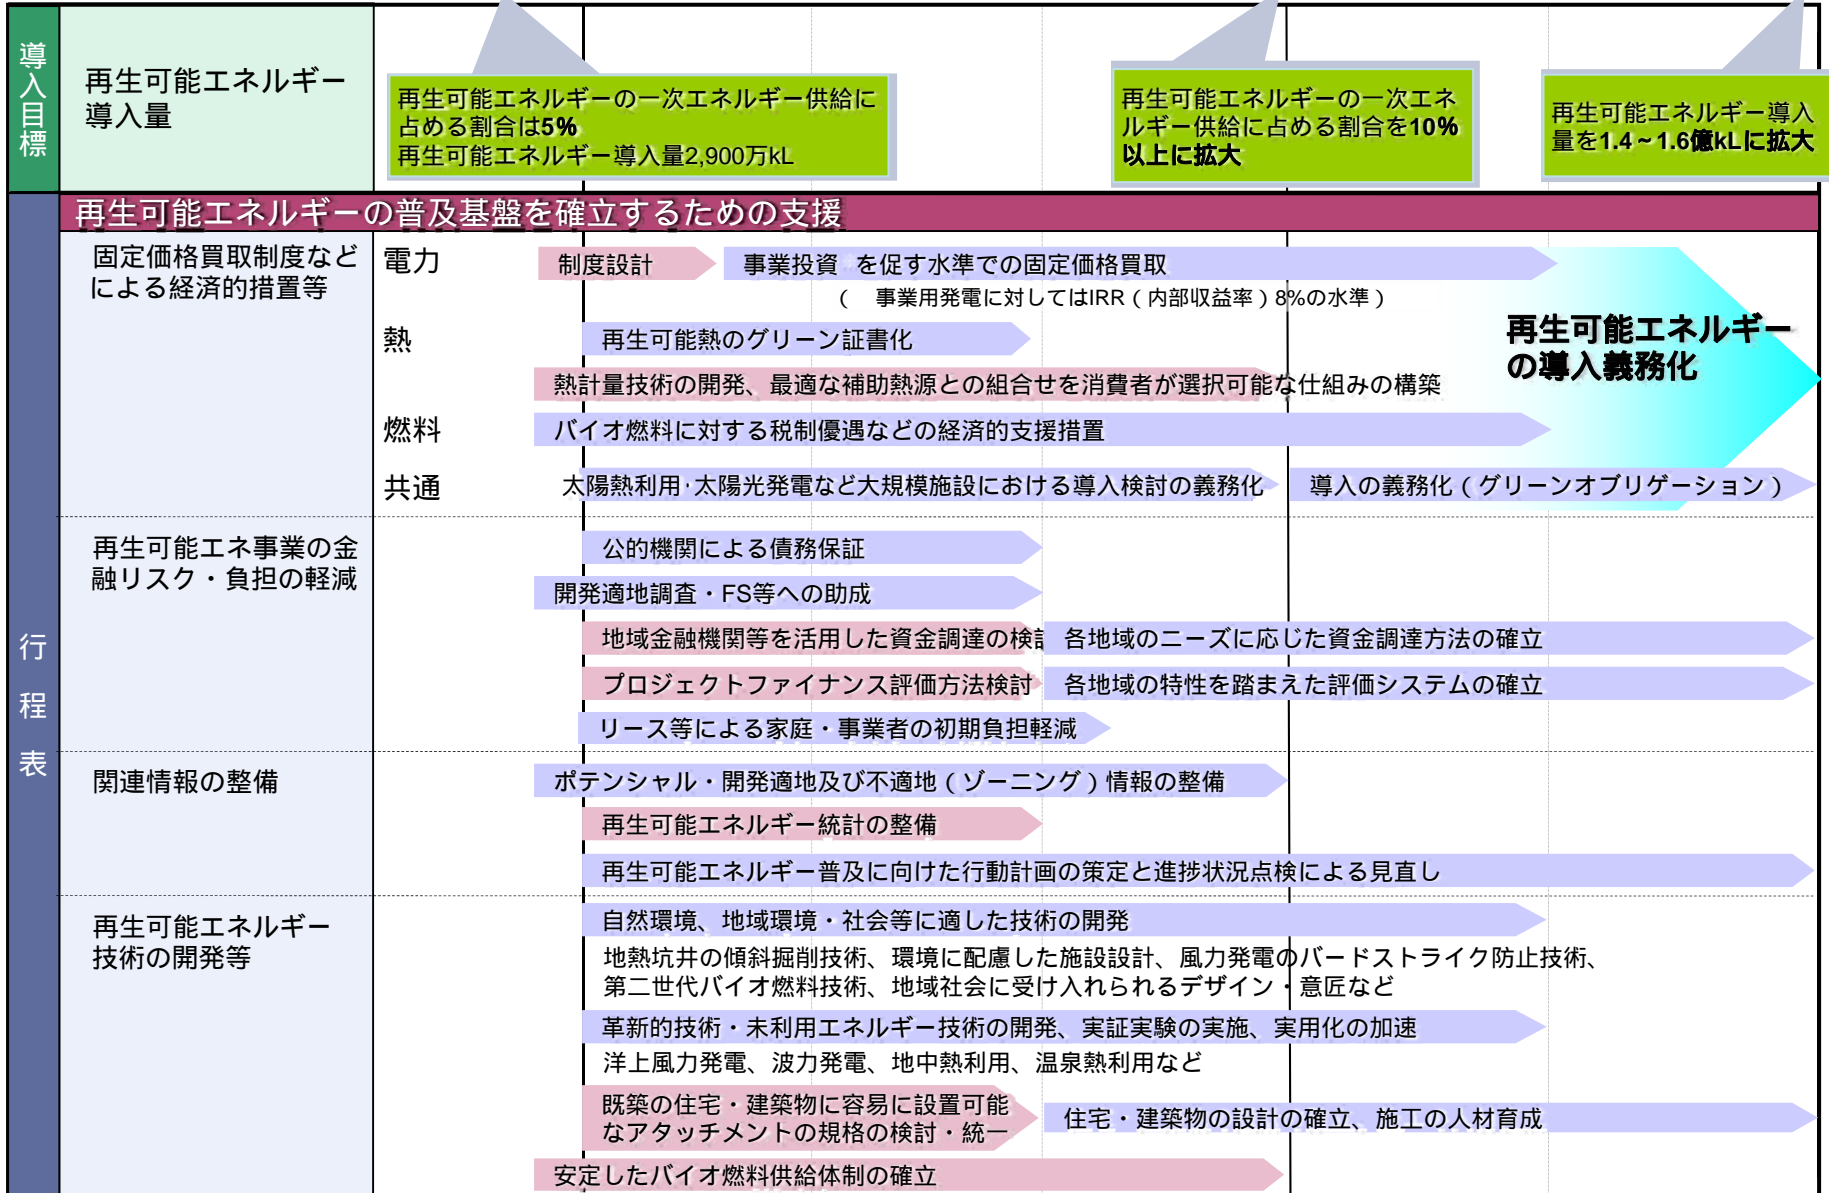 導入目標
再生可能エネルギー
導入量
再生可能エネルギーの一次エネルギー供給に
占める割合は5%
再生可能エネルギー導入量2,900万kL
再生可能エネルギーの一次エネ
ルギー供給に占める割合を10%
以上に拡大
再生可能エネルギー導入
量を1.4～1.6億kLに拡大
行程表
再生可能エネルギーの普及基盤を確立するための支援
固定価格買取制度など
による経済的措置等
電力
制度設計
事業投資 を促す水準での固定価格買取
（ 事業用発電に対してはIRR（内部収益率）8%の水準）
熱
再生可能熱のグリーン証書化
熱計量技術の開発、最適な補助熱源との組合せを消費者が選択可能な仕組みの構築
燃料
バイオ燃料に対する税制優遇などの経済的支援措置
共通
太陽熱利用・太陽光発電など大規模施設における導入検討の義務化
導入の義務化（グリーンオブリゲーション）
再生可能エネルギー
の導入義務化
再生可能エネ事業の金
融リスク・負担の軽減
公的機関による債務保証
開発適地調査・FS等への助成
地域金融機関等を活用した資金調達の検討
各地域のニーズに応じた資金調達方法の確立
プロジェクトファイナンス評価方法検討
各地域の特性を踏まえた評価システムの確立
リース等による家庭・事業者の初期負担軽減
関連情報の整備
ポテンシャル・開発適地及び不適地（ゾーニング）情報の整備
再生可能エネルギー統計の整備
再生可能エネルギー普及に向けた行動計画の策定と進捗状況点検による見直し
再生可能エネルギー
技術の開発等
自然環境、地域環境・社会等に適した技術の開発
地熱坑井の傾斜掘削技術、環境に配慮した施設設計、風力発電のバードストライク防止技術、
第二世代バイオ燃料技術、地域社会に受け入れられるデザイン・意匠など
革新的技術・未利用エネルギー技術の開発、実証実験の実施、実用化の加速
洋上風力発電、波力発電、地中熱利用、温泉熱利用など
既築の住宅・建築物に容易に設置可能
なアタッチメントの規格の検討・統一
住宅・建築物の設計の確立、施工の人材育成
安定したバイオ燃料供給体制の確立